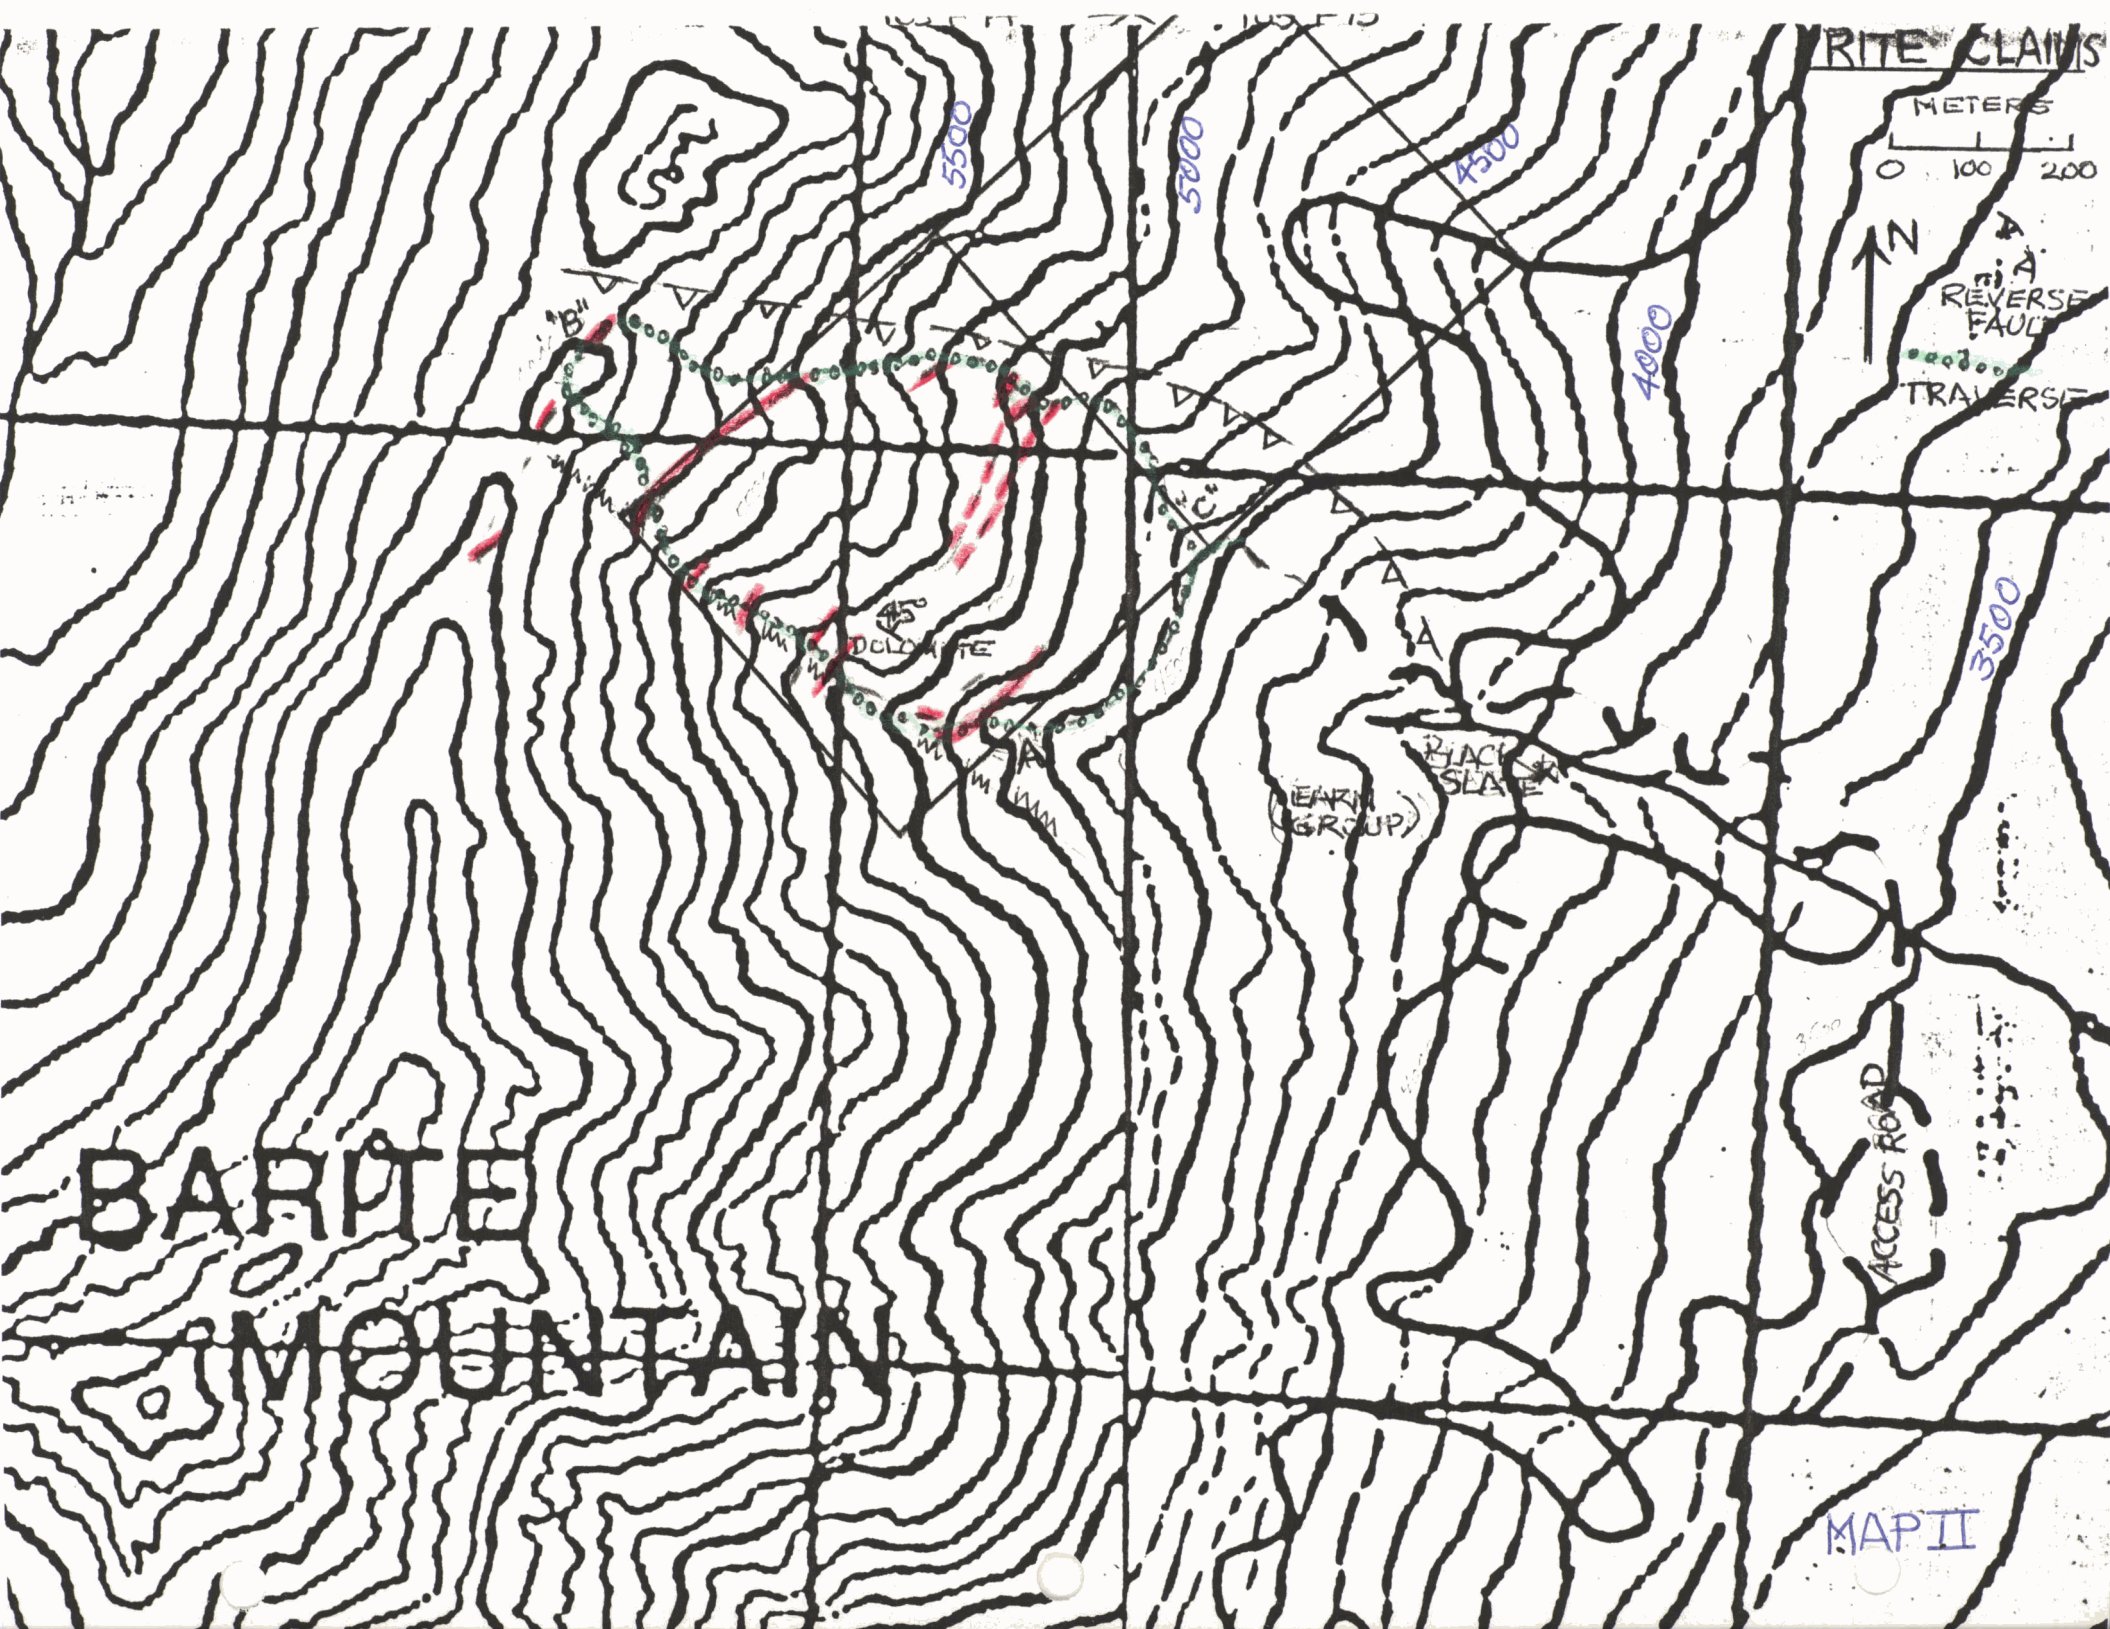 RITE CLAIMS
METERS
0 100 200
N
REVERSE
FAULT
TRAVERSE
5500
5000
4500
4000
3500
"B"
"C"
45°
DOLOMITE
"A"
BLACK
SLATE
(EARN
GROUP)
ACCESS ROAD
BARITE
MOUNTAIN
MAP II